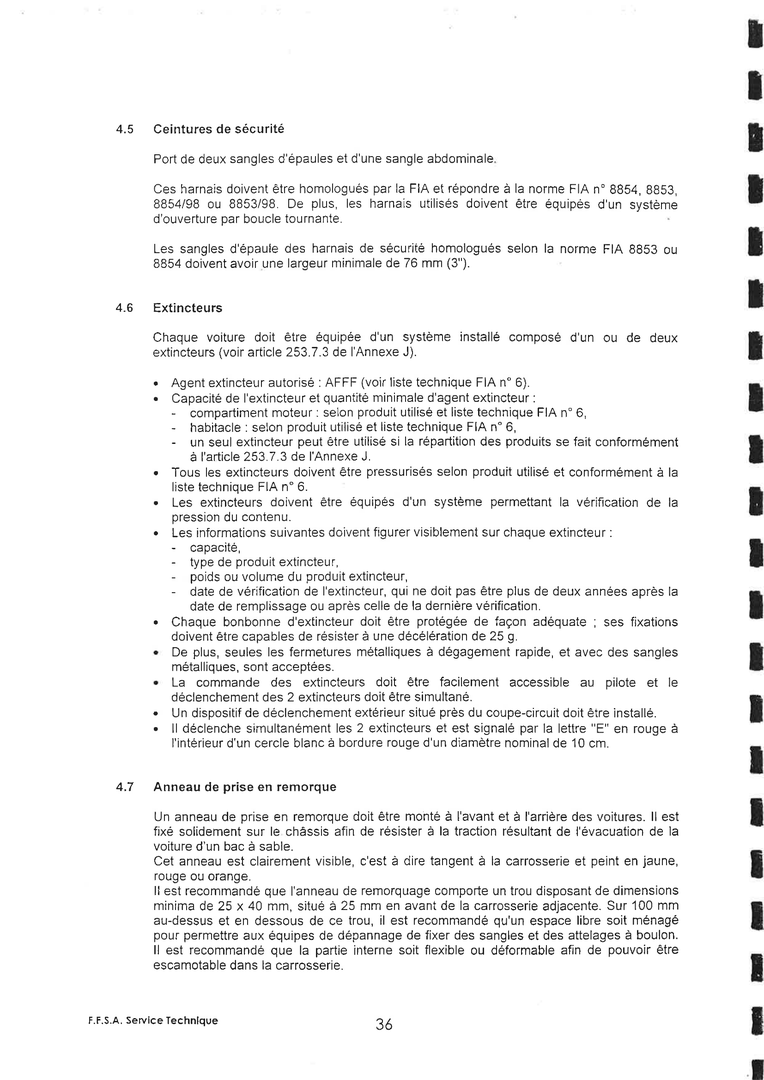 4.5 Ceintures de sécurité
Port de deux sangles d'épaules et d'une sangle abdominale.
Ces harnais doivent être homologués par la FIA et répondre à la norme FIA n° 8854, 8853,
8854/98 ou 8853/98. De plus, les harnais utilisés doivent être équipés d'un système
d'ouverture par boucle tournante.
Les sangles d'épaule des harnais de sécurité homologués selon la norme FIA 8853 ou
8854 doivent avoir une largeur minimale de 76 mm (3").
4.6 Extincteurs
Chaque voiture doit être équipée d'un système installé composé d'un ou de deux
extincteurs (voir article 253.7.3 de l'Annexe J).
• Agent extincteur autorisé : AFFF (voir liste technique FIA n° 6).
• Capacité de l'extincteur et quantité minimale d'agent extincteur :
- compartiment moteur : selon produit utilisé et liste technique FIA n° 6,
- habitacle : selon produit utilisé et liste technique FIA n° 6,
- un seul extincteur peut être utilisé si la répartition des produits se fait conformément
à l'article 253.7.3 de l'Annexe J.
• Tous les extincteurs doivent être pressurisés selon produit utilisé et conformément à la
liste technique FIA n° 6.
• Les extincteurs doivent être équipés d'un système permettant la vérification de la
pression du contenu.
• Les informations suivantes doivent figurer visiblement sur chaque extincteur :
- capacité,
- type de produit extincteur,
- poids ou volume du produit extincteur,
- date de vérification de l'extincteur, qui ne doit pas être plus de deux années après la
date de remplissage ou après celle de la dernière vérification.
• Chaque bonbonne d'extincteur doit être protégée de façon adéquate ; ses fixations
doivent être capables de résister à une décélération de 25 g.
• De plus, seules les fermetures métalliques à dégagement rapide, et avec des sangles
métalliques, sont acceptées.
• La commande des extincteurs doit être facilement accessible au pilote et le
déclenchement des 2 extincteurs doit être simultané.
• Un dispositif de déclenchement extérieur situé près du coupe-circuit doit être installé.
• Il déclenche simultanément les 2 extincteurs et est signalé par la lettre "E" en rouge à
l'intérieur d'un cercle blanc à bordure rouge d'un diamètre nominal de 10 cm.
4.7 Anneau de prise en remorque
Un anneau de prise en remorque doit être monté à l'avant et à l'arrière des voitures. Il est
fixé solidement sur le châssis afin de résister à la traction résultant de l'évacuation de la
voiture d'un bac à sable.
Cet anneau est clairement visible, c'est à dire tangent à la carrosserie et peint en jaune,
rouge ou orange.
Il est recommandé que l'anneau de remorquage comporte un trou disposant de dimensions
minima de 25 x 40 mm, situé à 25 mm en avant de la carrosserie adjacente. Sur 100 mm
au-dessus et en dessous de ce trou, il est recommandé qu'un espace libre soit ménagé
pour permettre aux équipes de dépannage de fixer des sangles et des attelages à boulon.
Il est recommandé que la partie interne soit flexible ou déformable afin de pouvoir être
escamotable dans la carrosserie.
F.F.S.A. Service Technique
36